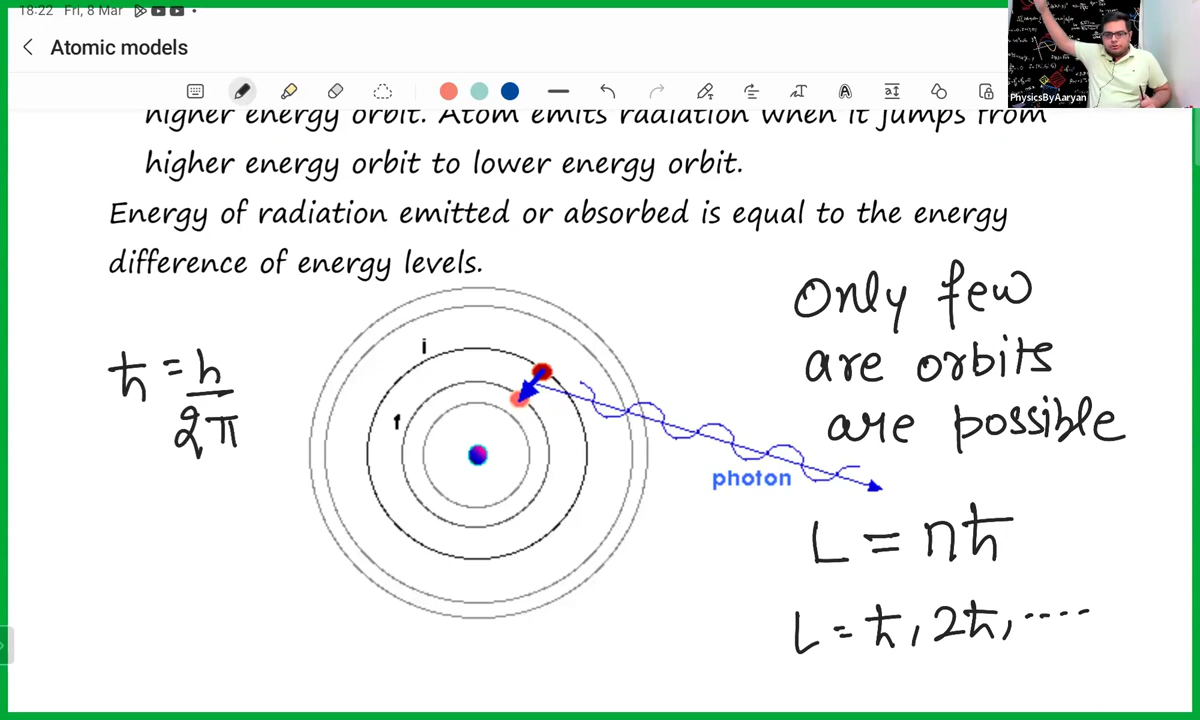 18:22 Fri, 8 Mar
Atomic models
PhysicsByAaryan
higher energy orbit. Atom emits radiation when it jumps from
higher energy orbit to lower energy orbit.
Energy of radiation emitted or absorbed is equal to the energy
difference of energy levels.
ħ = h / 2π
i
f
photon
Only few
are orbits
are possible
L = nħ
L = ħ, 2ħ, ....